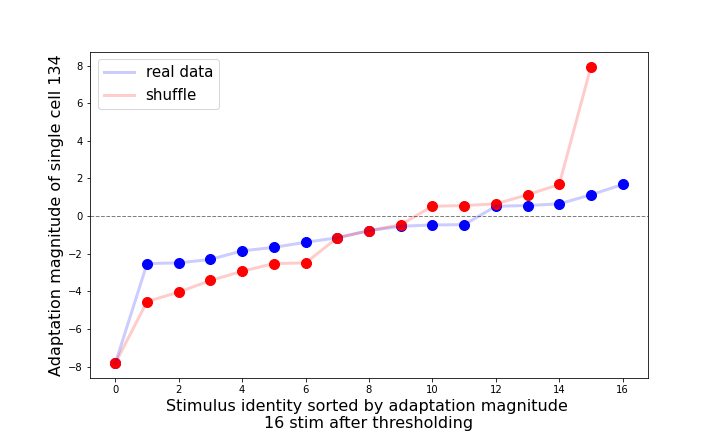 real data
shuffle
Adaptation magnitude of single cell 134
8
6
4
2
0
−2
−4
−6
−8
0 2 4 6 8 10 12 14 16
Stimulus identity sorted by adaptation magnitude
16 stim after thresholding